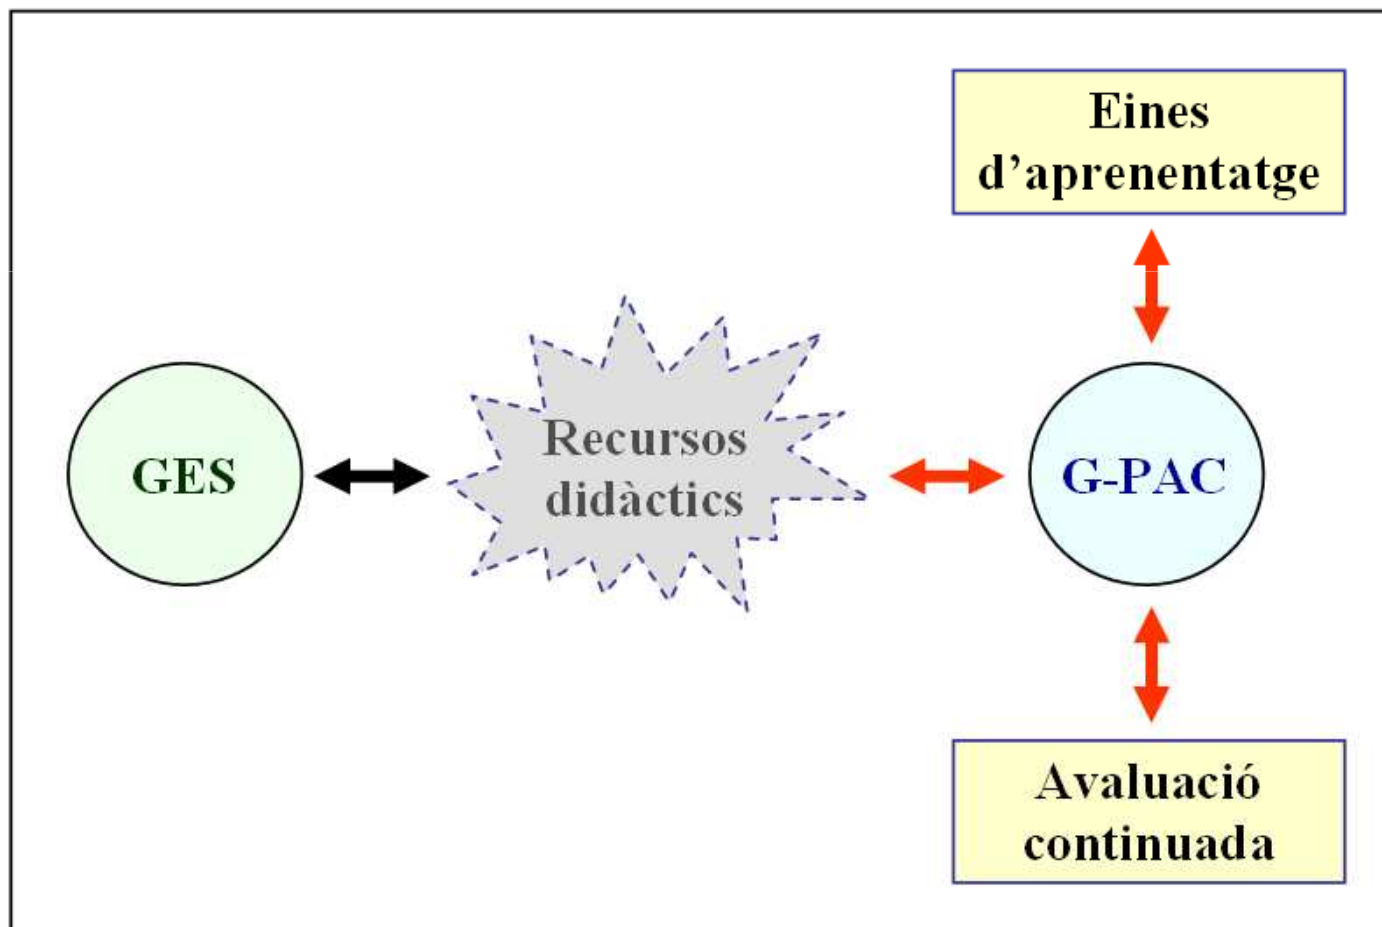 Eines
d’aprenentatge
GES
Recursos
didàctics
G-PAC
Avaluació
continuada